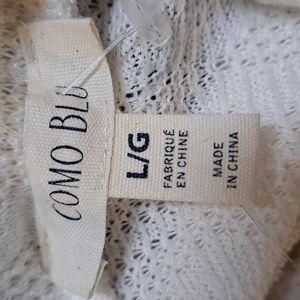 COMO BLU
L/G
FABRIQUÉ
EN CHINE
MADE
IN CHINA